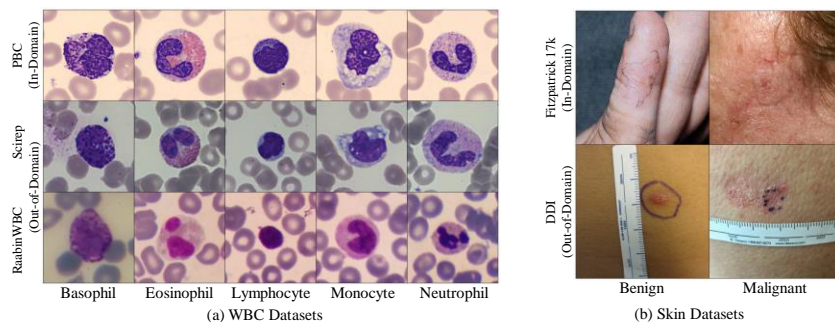 PBC
(In-Domain)
Scirep
(Out-of-Domain)
RaabinWBC
Basophil Eosinophil Lymphocyte Monocyte Neutrophil
(a) WBC Datasets
Fitzpatrick 17k
(In-Domain)
DDI
(Out-of-Domain)
Benign Malignant
(b) Skin Datasets